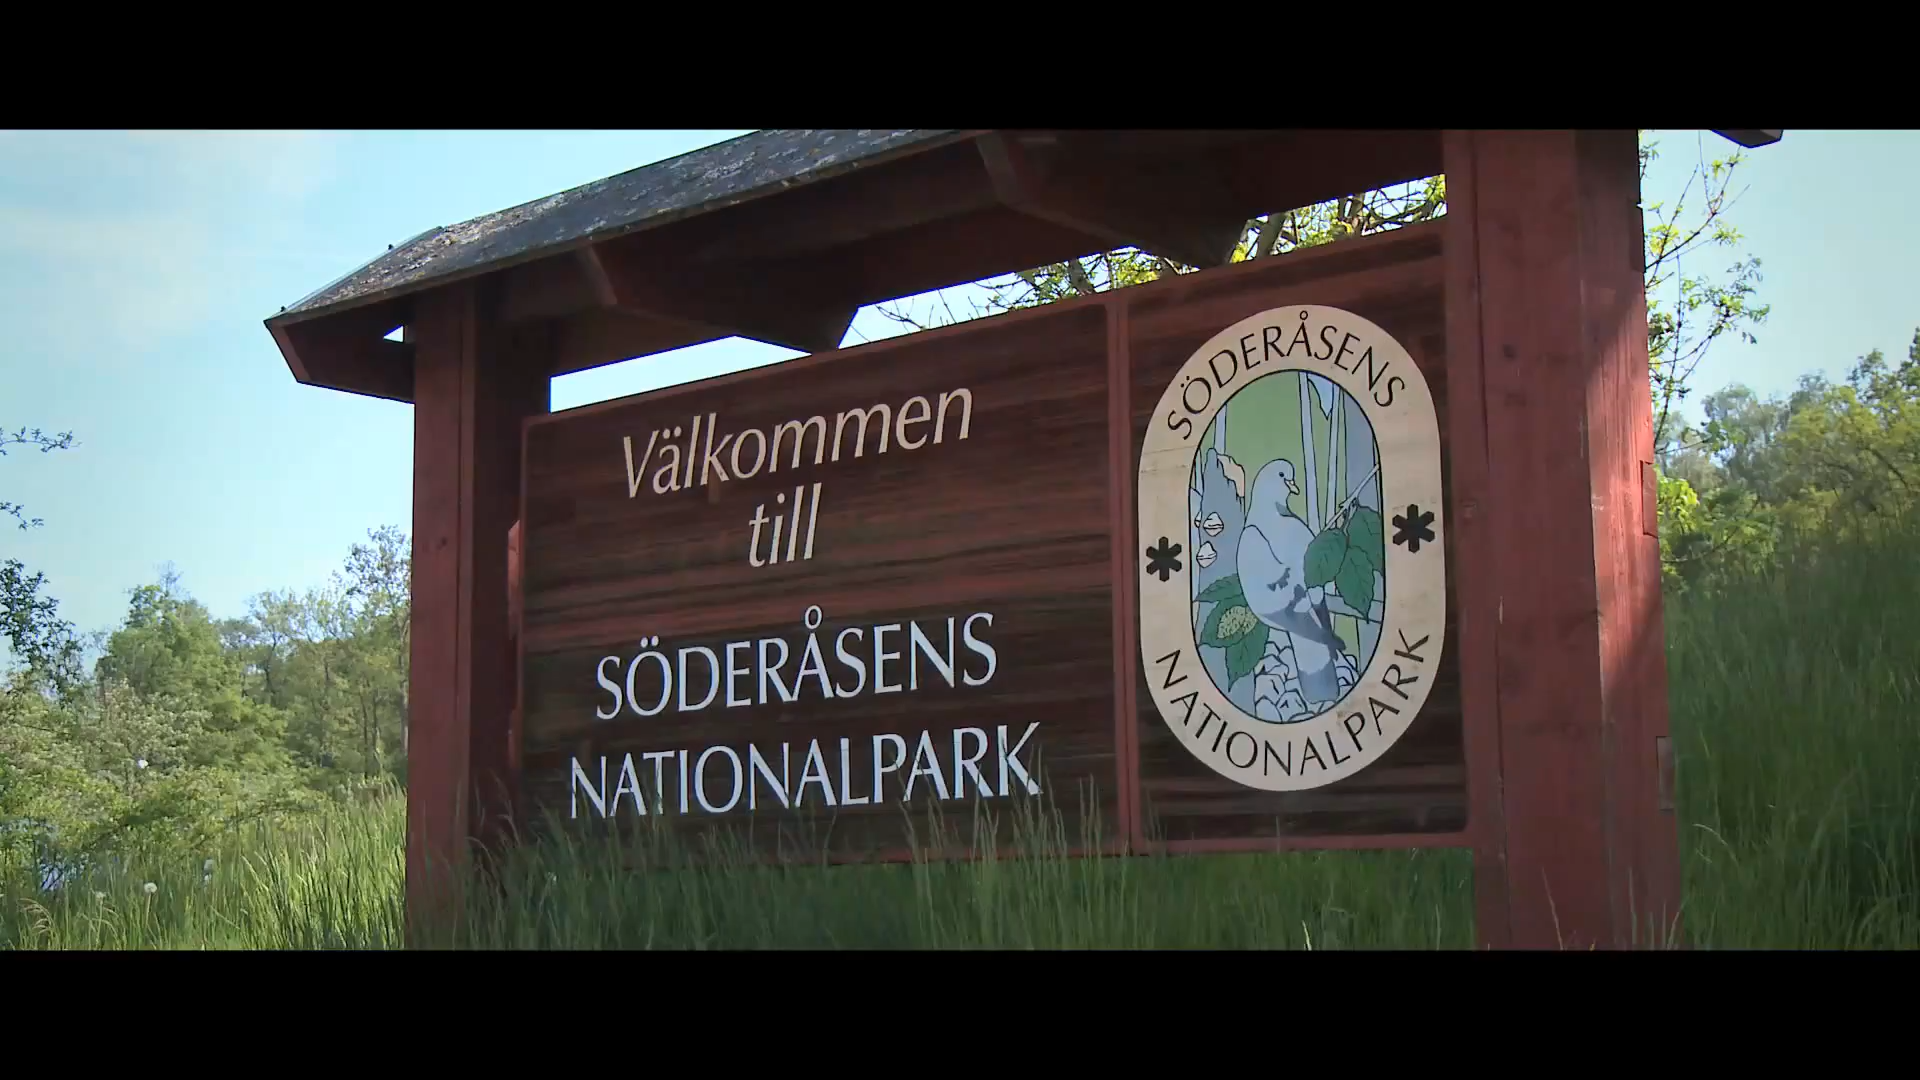 Välkommen
till
SÖDERÅSENS
NATIONALPARK
SÖDERÅSENS
NATIONALPARK